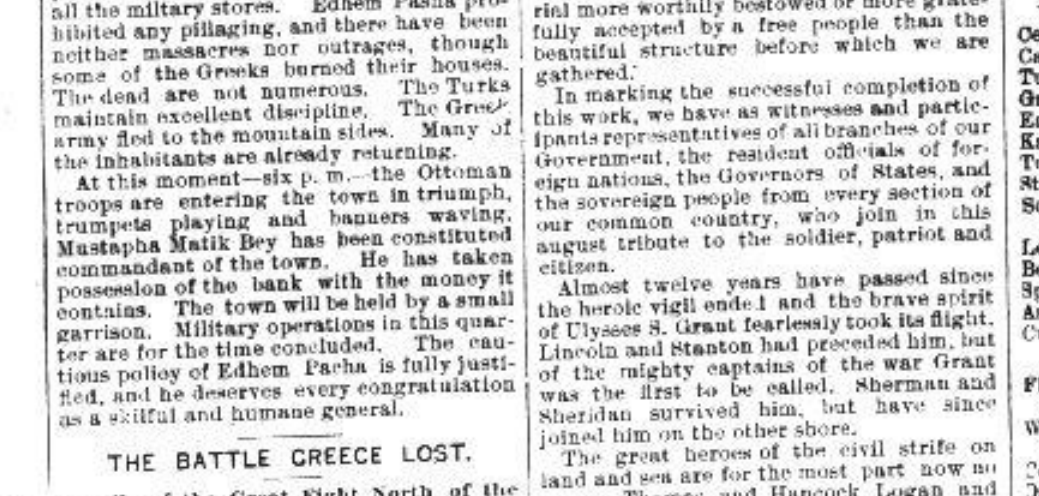 all the military stores. Edhem Pasha pro-
hibited any pillaging, and there have been
neither massacres nor outrages, though
some of the Greeks burned their houses.
The dead are not numerous. The Turks
maintain excellent discipline. The Greek
army fled to the mountain sides. Many of
the inhabitants are already returning.
At this moment—six p. m.—the Ottoman
troops are entering the town in triumph,
trumpets playing and banners waving.
Mustapha Matik Bey has been constituted
commandant of the town. He has taken
possession of the bank with the money it
contains. The town will be held by a small
garrison. Military operations in this quar-
ter are for the time concluded. The cau-
tious policy of Edhem Pacha is fully justi-
fied, and he deserves every congratulation
as a skilful and humane general.
THE BATTLE GREECE LOST.
of the Great Fight North of the
rial more worthily bestowed or more grate-
fully accepted by a free people than the
beautiful structure before which we are
gathered.
In marking the successful completion of
this work, we have as witnesses and partic-
ipants representatives of all branches of our
Government, the resident officials of for-
eign nations, the Governors of States, and
the sovereign people from every section of
our common country, who join in this
august tribute to the soldier, patriot and
citizen.
Almost twelve years have passed since
the heroic vigil ended and the brave spirit
of Ulysses S. Grant fearlessly took its flight.
Lincoln and Stanton had preceded him, but
of the mighty captains of the war Grant
was the first to be called. Sherman and
Sheridan survived him, but have since
joined him on the other shore.
The great heroes of the civil strife on
land and sea are for the most part now no
Thomas and Hancock, Logan and